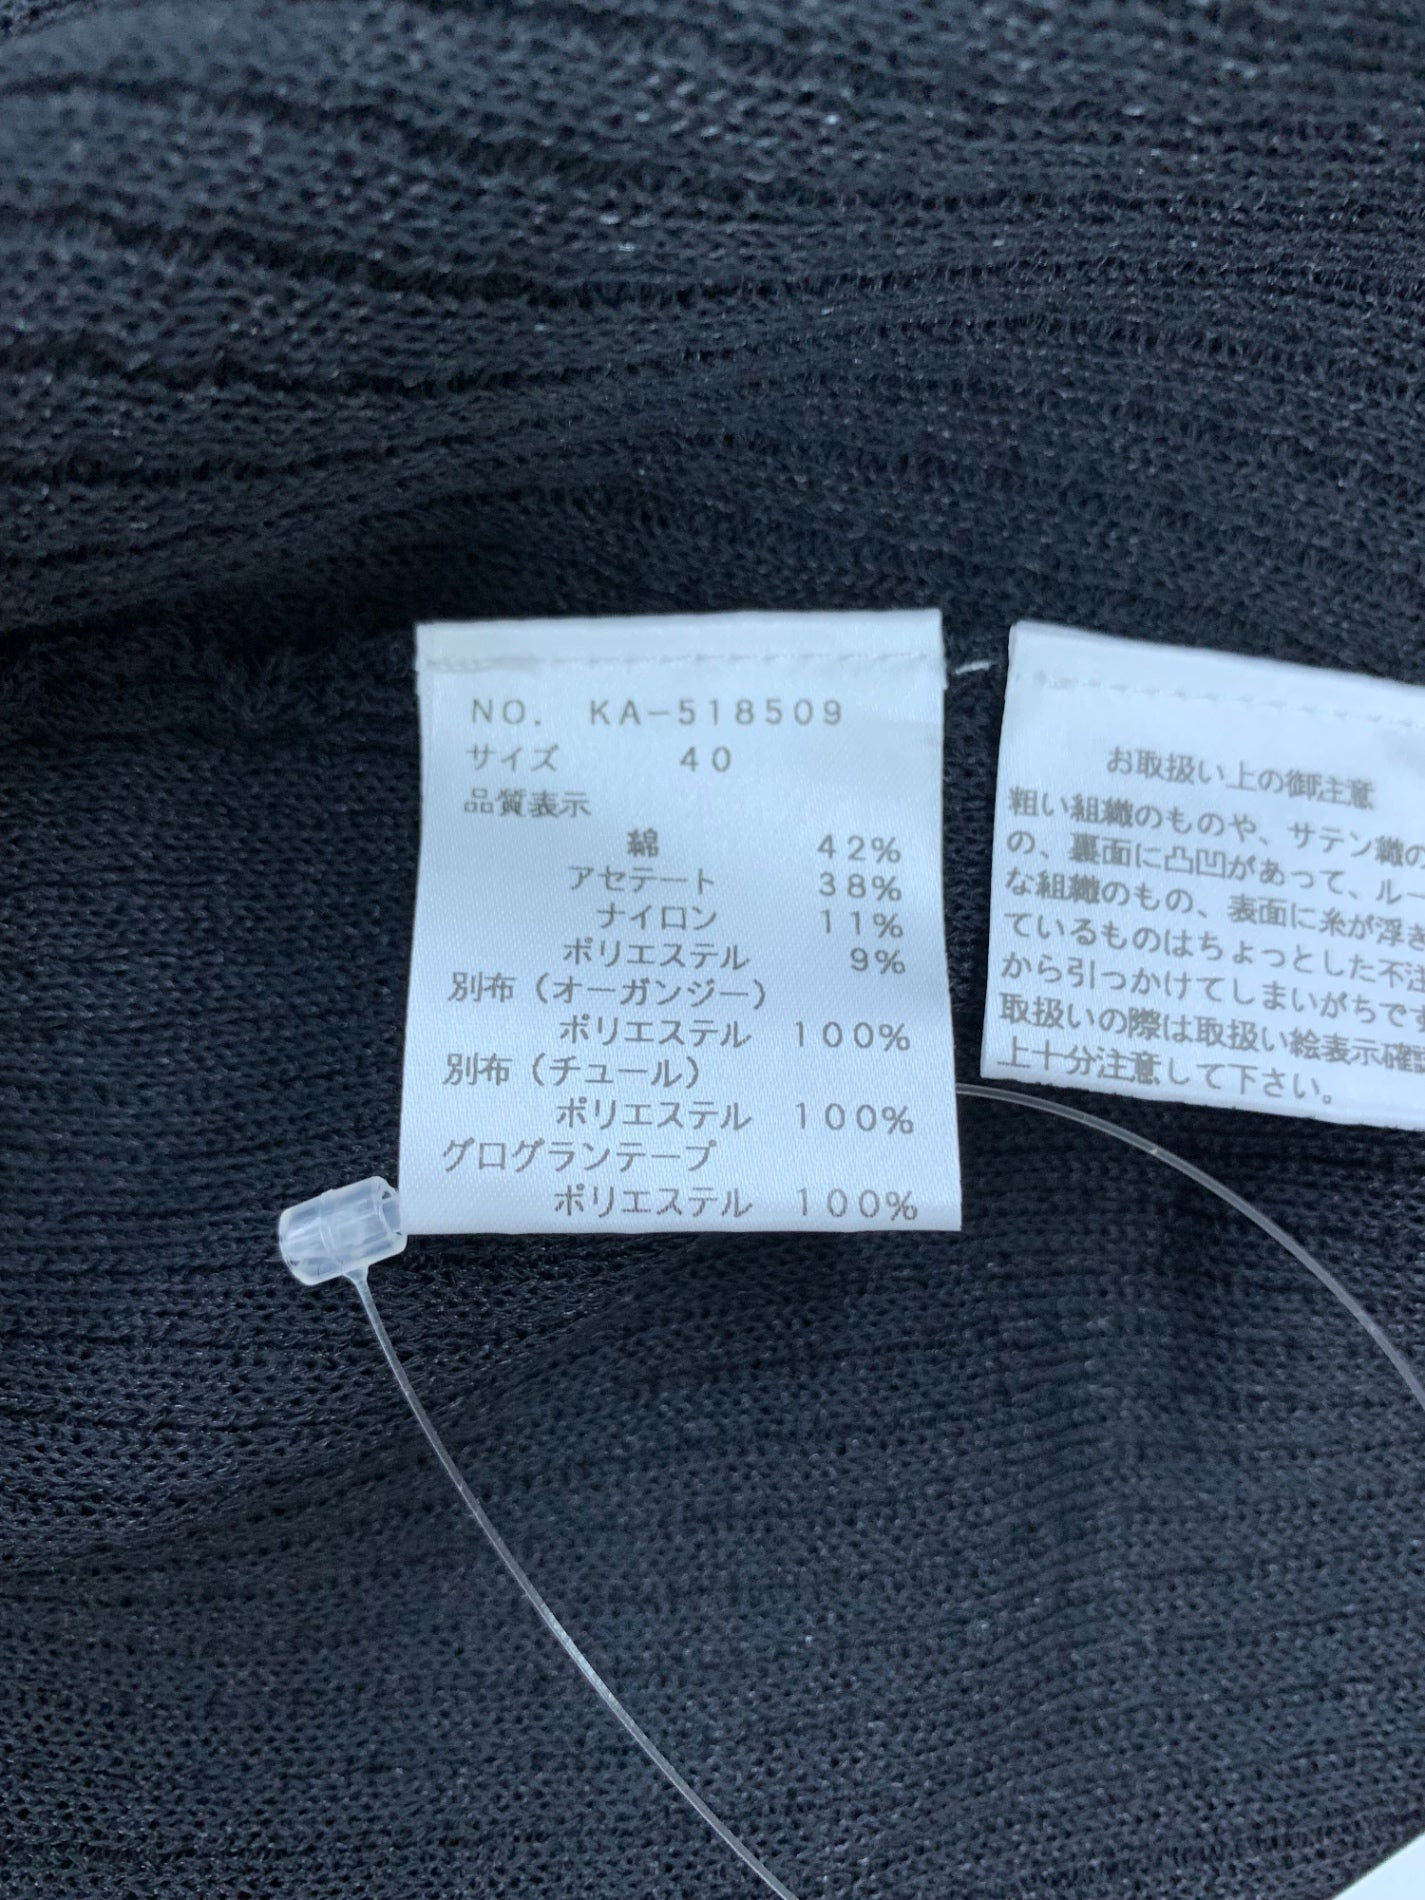 NO. KA-518509
サイズ 40
品質表示
綿 42%
アセテート 38%
ナイロン 11%
ポリエステル 9%
別布(オーガンジー)
ポリエステル 100%
別布(チュール)
ポリエステル 100%
グログランテープ
ポリエステル 100%
お取扱い上の御注意
粗い組織のものや、サテン織の
の、裏面に凸凹があって、ルー
な組織のもの、表面に糸が浮き
ているものはちょっとした不注
から引っかけてしまいがちです
取扱いの際は取扱い絵表示確認
上十分注意して下さい。